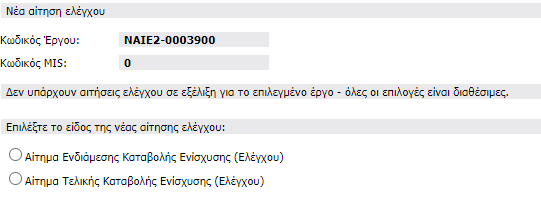 Νέα αίτηση ελέγχου
Κωδικός Έργου: ΝΑΙΕ2-0003900
Κωδικός MIS: 0
Δεν υπάρχουν αιτήσεις ελέγχου σε εξέλιξη για το επιλεγμένο έργο - όλες οι επιλογές είναι διαθέσιμες.
Επιλέξτε το είδος της νέας αίτησης ελέγχου:
Αίτημα Ενδιάμεσης Καταβολής Ενίσχυσης (Ελέγχου)
Αίτημα Τελικής Καταβολής Ενίσχυσης (Ελέγχου)